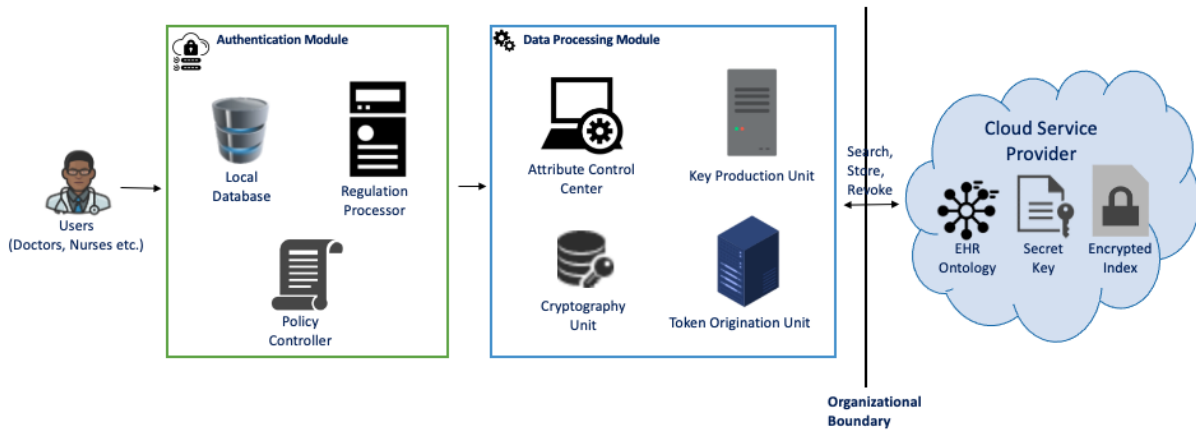 Authentication Module
Local
Database
Regulation
Processor
Policy
Controller
Users
(Doctors, Nurses etc.)
Data Processing Module
Attribute Control
Center
Key Production Unit
Cryptography
Unit
Token Origination Unit
Search,
Store,
Revoke
Organizational
Boundary
Cloud Service
Provider
EHR
Ontology
Secret
Key
Encrypted
Index